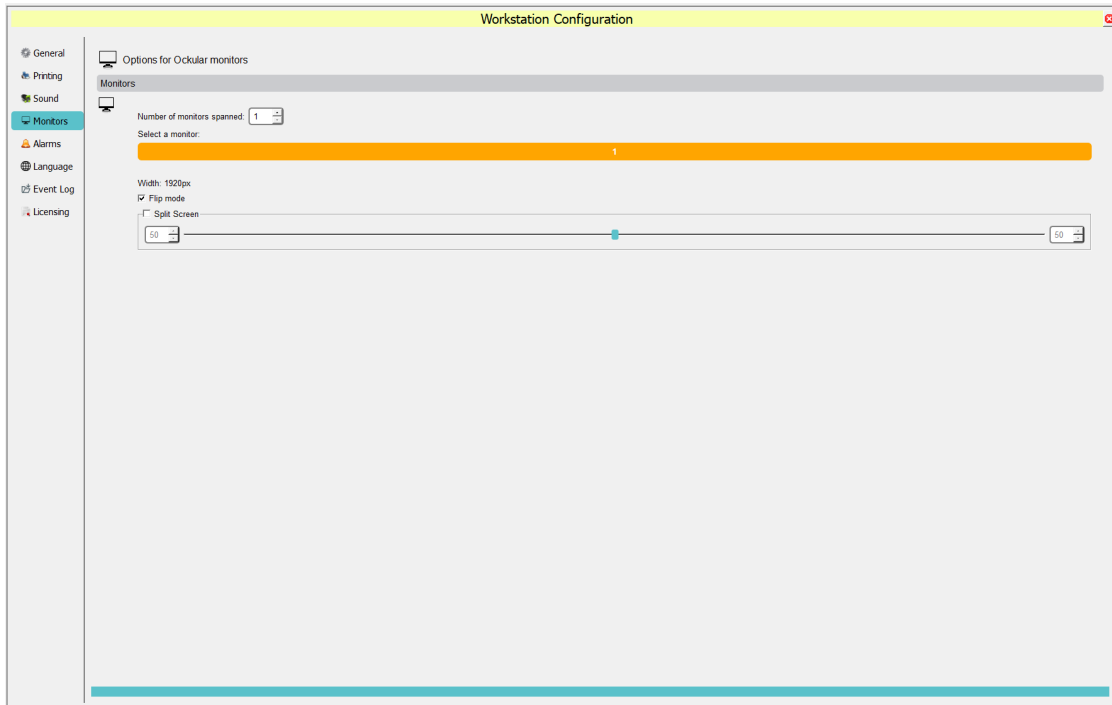 Workstation Configuration
General
Printing
Sound
Monitors
Alarms
Language
Event Log
Licensing
Options for Ockular monitors
Monitors
Number of monitors spanned: 1
Select a monitor:
1
Width: 1920px
Flip mode
Split Screen
50 50